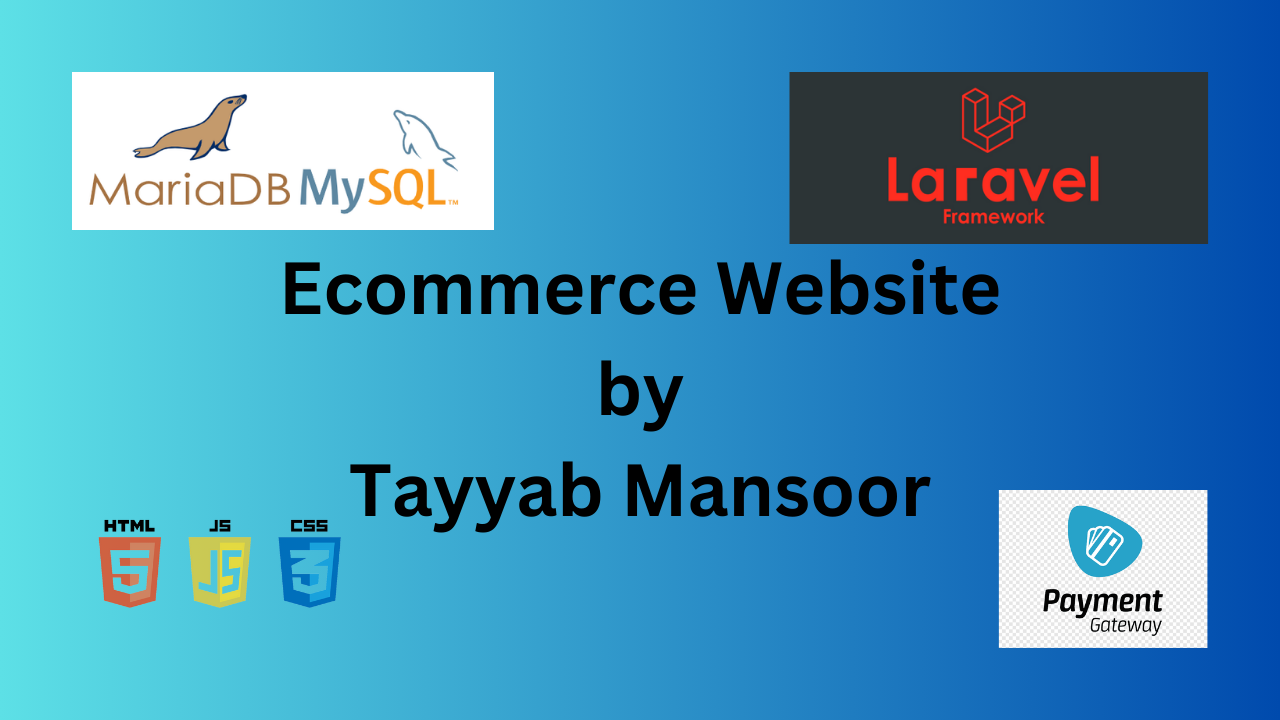 MariaDB MySQL™
Laravel
Framework
Ecommerce Website
by
Tayyab Mansoor
HTML JS CSS
5 JS 3
Payment
Gateway